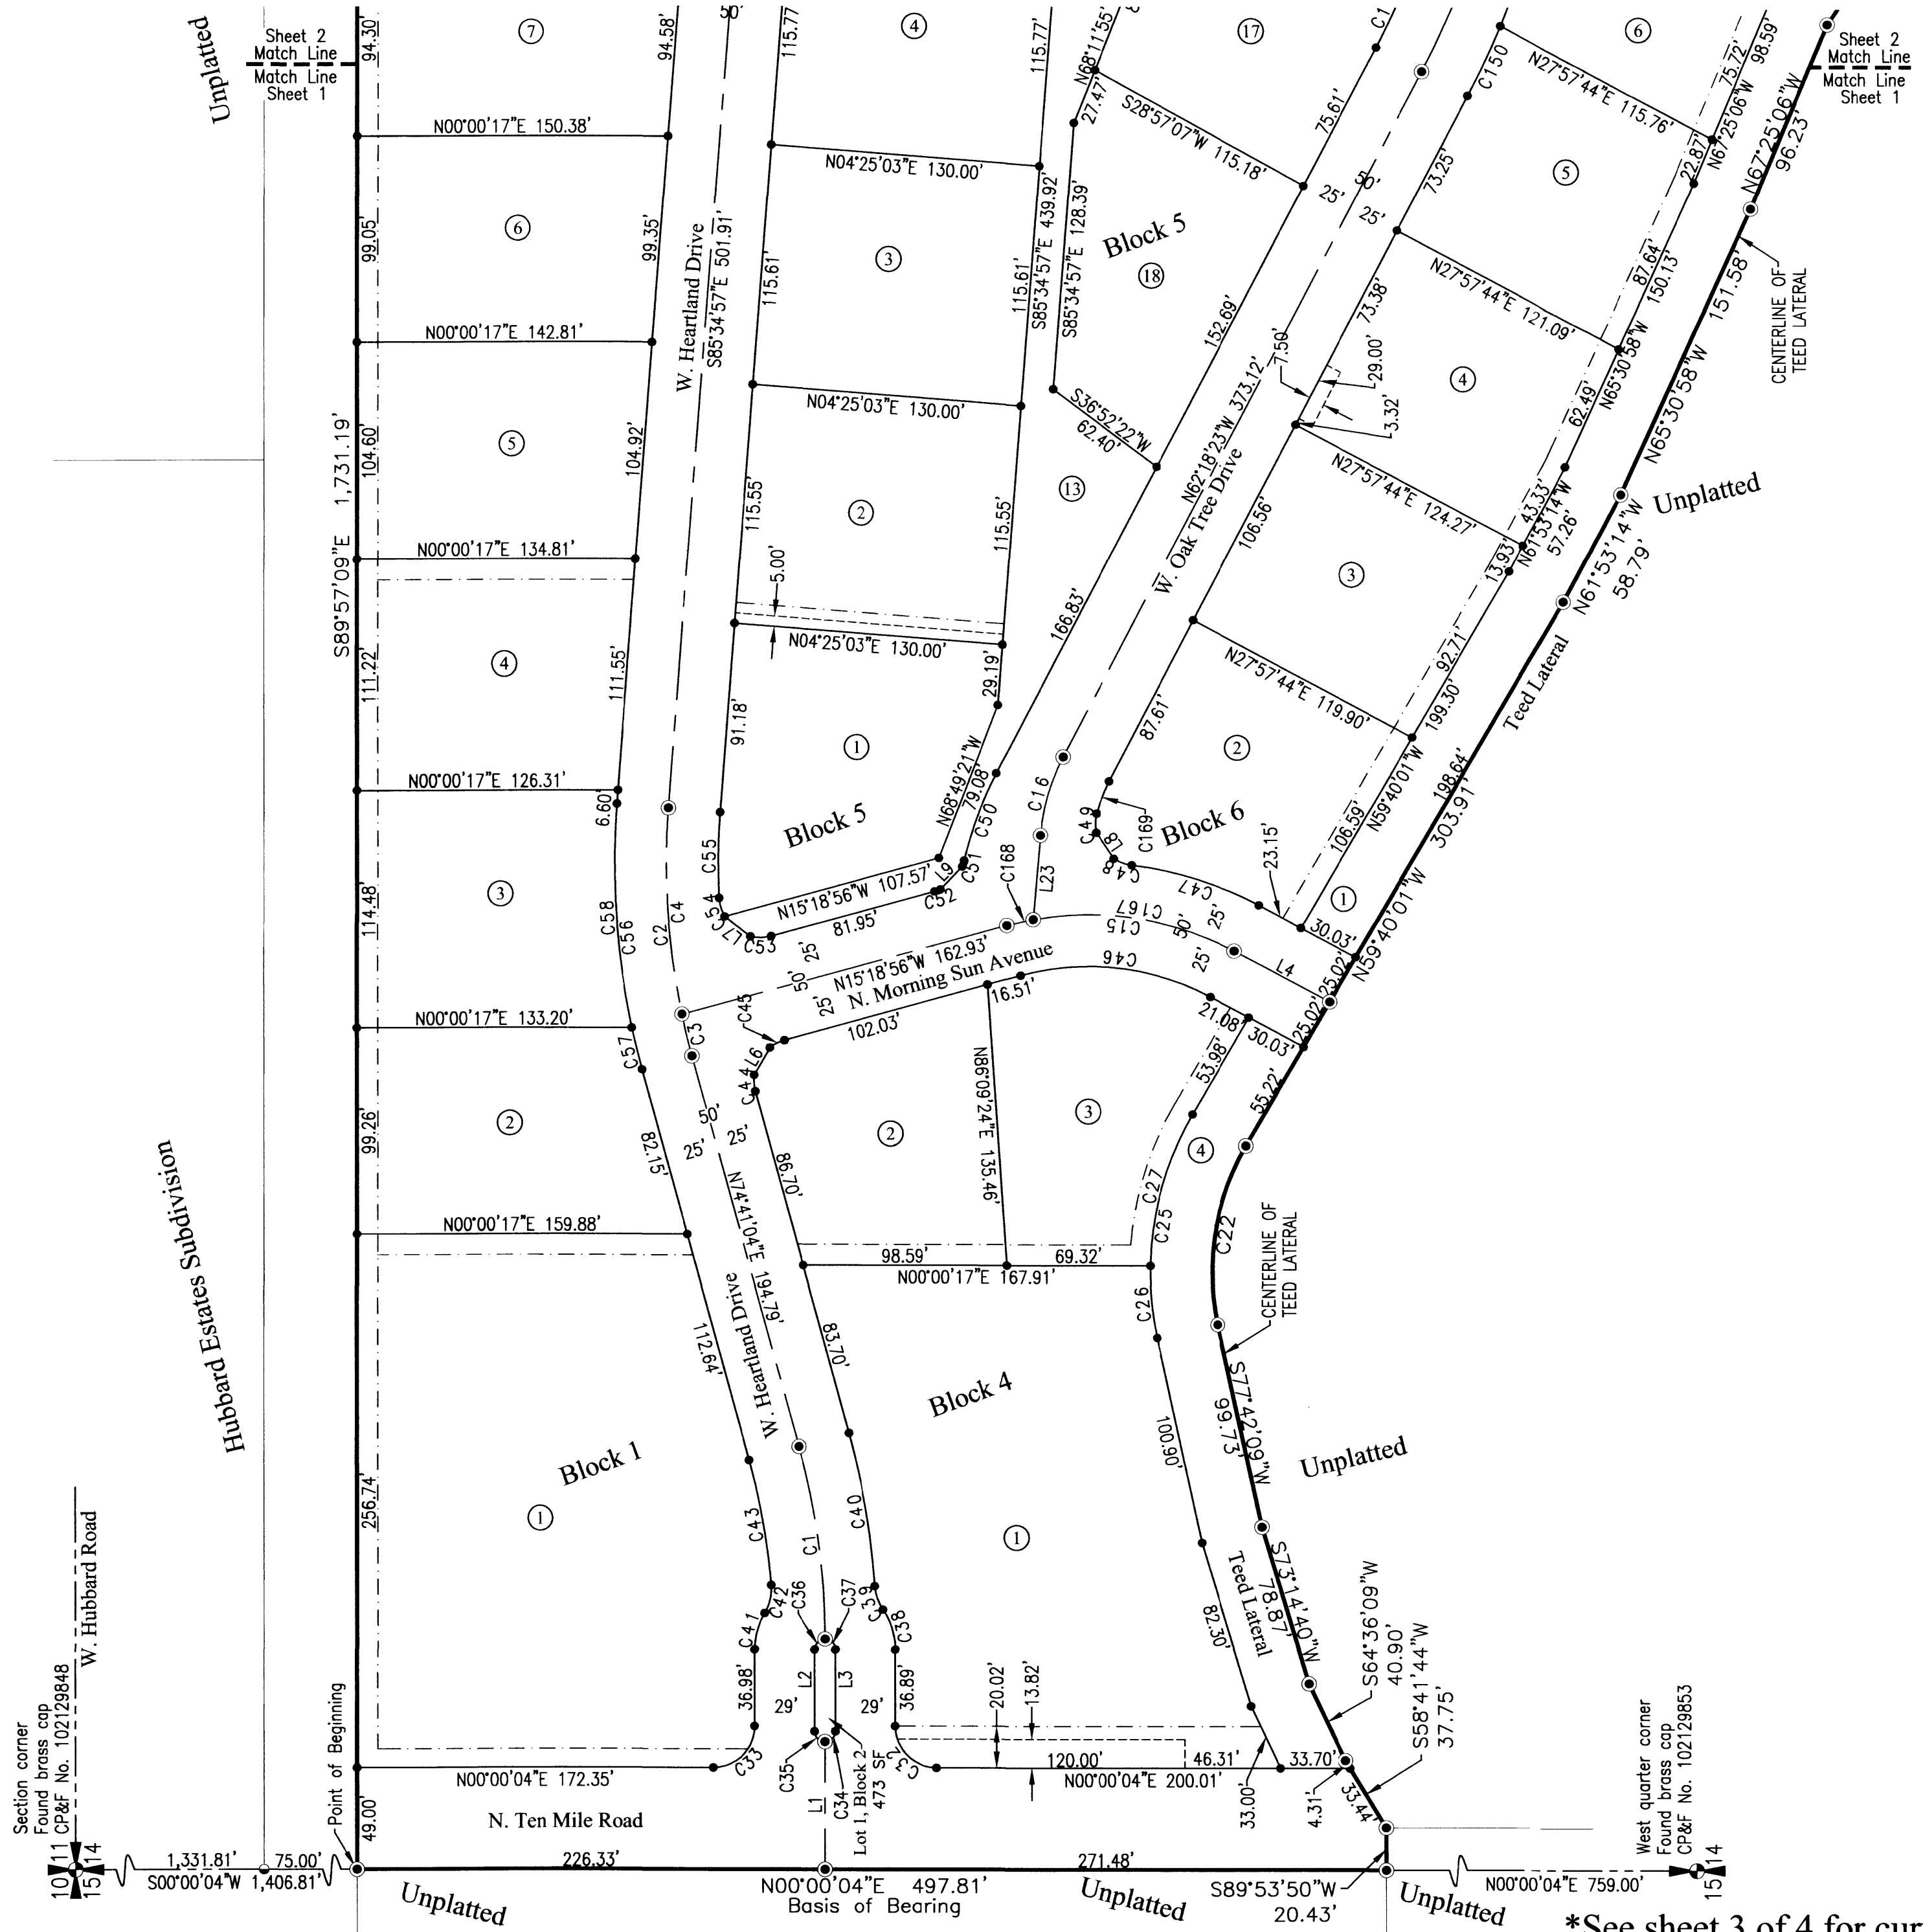 Sheet 2
Match Line
Match Line
Sheet 1
Unplatted
94.30'
7
94.58'
50'
115.77'
4
115.77'
N68°11'55"
27.47'
17
C1
C150
6
N27°57'44"E 115.76'
75.72'
98.59'
N67°25'06"W
22.87'
N67°25'06"W
96.23'
Sheet 2
Match Line
Match Line
Sheet 1
N00°00'17"E 150.38'
N04°25'03"E 130.00'
S28°57'07"W 115.18'
75.61'
73.25'
5
99.05'
6
99.35'
W. Heartland Drive
S85°34'57"E 501.91'
115.61'
3
115.61'
S85°34'57"E 439.92'
S85°34'57"E 128.39'
Block 5
18
25'
50'
25'
N27°57'44"E 121.09'
87.64'
150.13'
151.58'
CENTERLINE OF
TEED LATERAL
N00°00'17"E 142.81'
152.69'
73.38'
7.50'
29.00'
3.32'
4
N65°30'58"W
62.49'
N65°30'58"W
N04°25'03"E 130.00'
S36°52'22"W
62.40'
N62°18'23"W 373.12'
W. Oak Tree Drive
S89°57'09"E 1,731.19'
104.60'
5
104.92'
115.55'
2
115.55'
13
106.56'
N27°57'44"E 124.27'
43.33'
N61°53'14"W
57.26'
13.93'
Unplatted
N61°53'14"W
58.79'
N00°00'17"E 134.81'
5.00'
N04°25'03"E 130.00'
166.83'
3
111.22'
4
111.55'
91.18'
29.19'
N27°57'44"E 119.90'
92.71'
199.30'
Teed Lateral
1
N68°49'21"W
79.08'
87.61'
2
N59°40'01"W
106.59'
198.64'
303.91'
N00°00'17"E 126.31'
6.60'
Block 5
C50
C16
C49
C169
L8
Block 6
23.15'
C55
C51
L9
C168
L23
C48
C47
3
C58
C56
C2
C4
C54
L7
C53
N15°18'56"W 107.57'
C52
81.95'
1
114.48'
C167
C15
25'
50'
25'
30.03'
N59°40'01"W
25'
50'
25'
N15°18'56"W 162.93'
N. Morning Sun Avenue
C46
L4
25.02'
25.02'
N00°00'17"E 133.20'
C57
C3
C45
102.03'
16.51'
21.08'
30.03'
L6
C44
53.98'
55.22'
99.26'
2
82.15'
50'
25'
25'
86.70'
2
N86°09'24"E 135.46'
3
4
C27
C25
C22
CENTERLINE OF
TEED LATERAL
Hubbard Estates Subdivision
N00°00'17"E 159.88'
N74°41'04"E 194.79'
W. Heartland Drive
98.59'
69.32'
N00°00'17"E 167.91'
C26
112.64'
83.70'
Block 4
100.90'
S77°42'09"W
99.73'
Unplatted
Block 1
256.74'
1
C43
C1
C40
1
Teed Lateral
82.30'
S73°14'40"W
78.87'
S64°36'09"W
40.90'
S58°41'44"W
37.75'
W. Hubbard Road
C42
C36
C37
C39
C41
C38
36.98'
L2
L3
29'
29'
36.89'
20.02'
13.82'
Section corner
Found brass cap
CP&F No. 102129848
Point of Beginning
N00°00'04"E 172.35'
C33
C35
L1
C34
Lot 1, Block 2
473 SF
C32
120.00'
46.31'
33.70'
N00°00'04"E 200.01'
33.00'
4.31'
33.44'
West quarter corner
Found brass cap
CP&F No. 102129853
49.00'
N. Ten Mile Road
10
11
15
14
1,331.81'
75.00'
S00°00'04"W 1,406.81'
226.33'
271.48'
N00°00'04"E 497.81'
Basis of Bearing
Unplatted
Unplatted
S89°53'50"W
20.43'
Unplatted
N00°00'04"E 759.00'
15
14
*See sheet 3 of 4 for cur